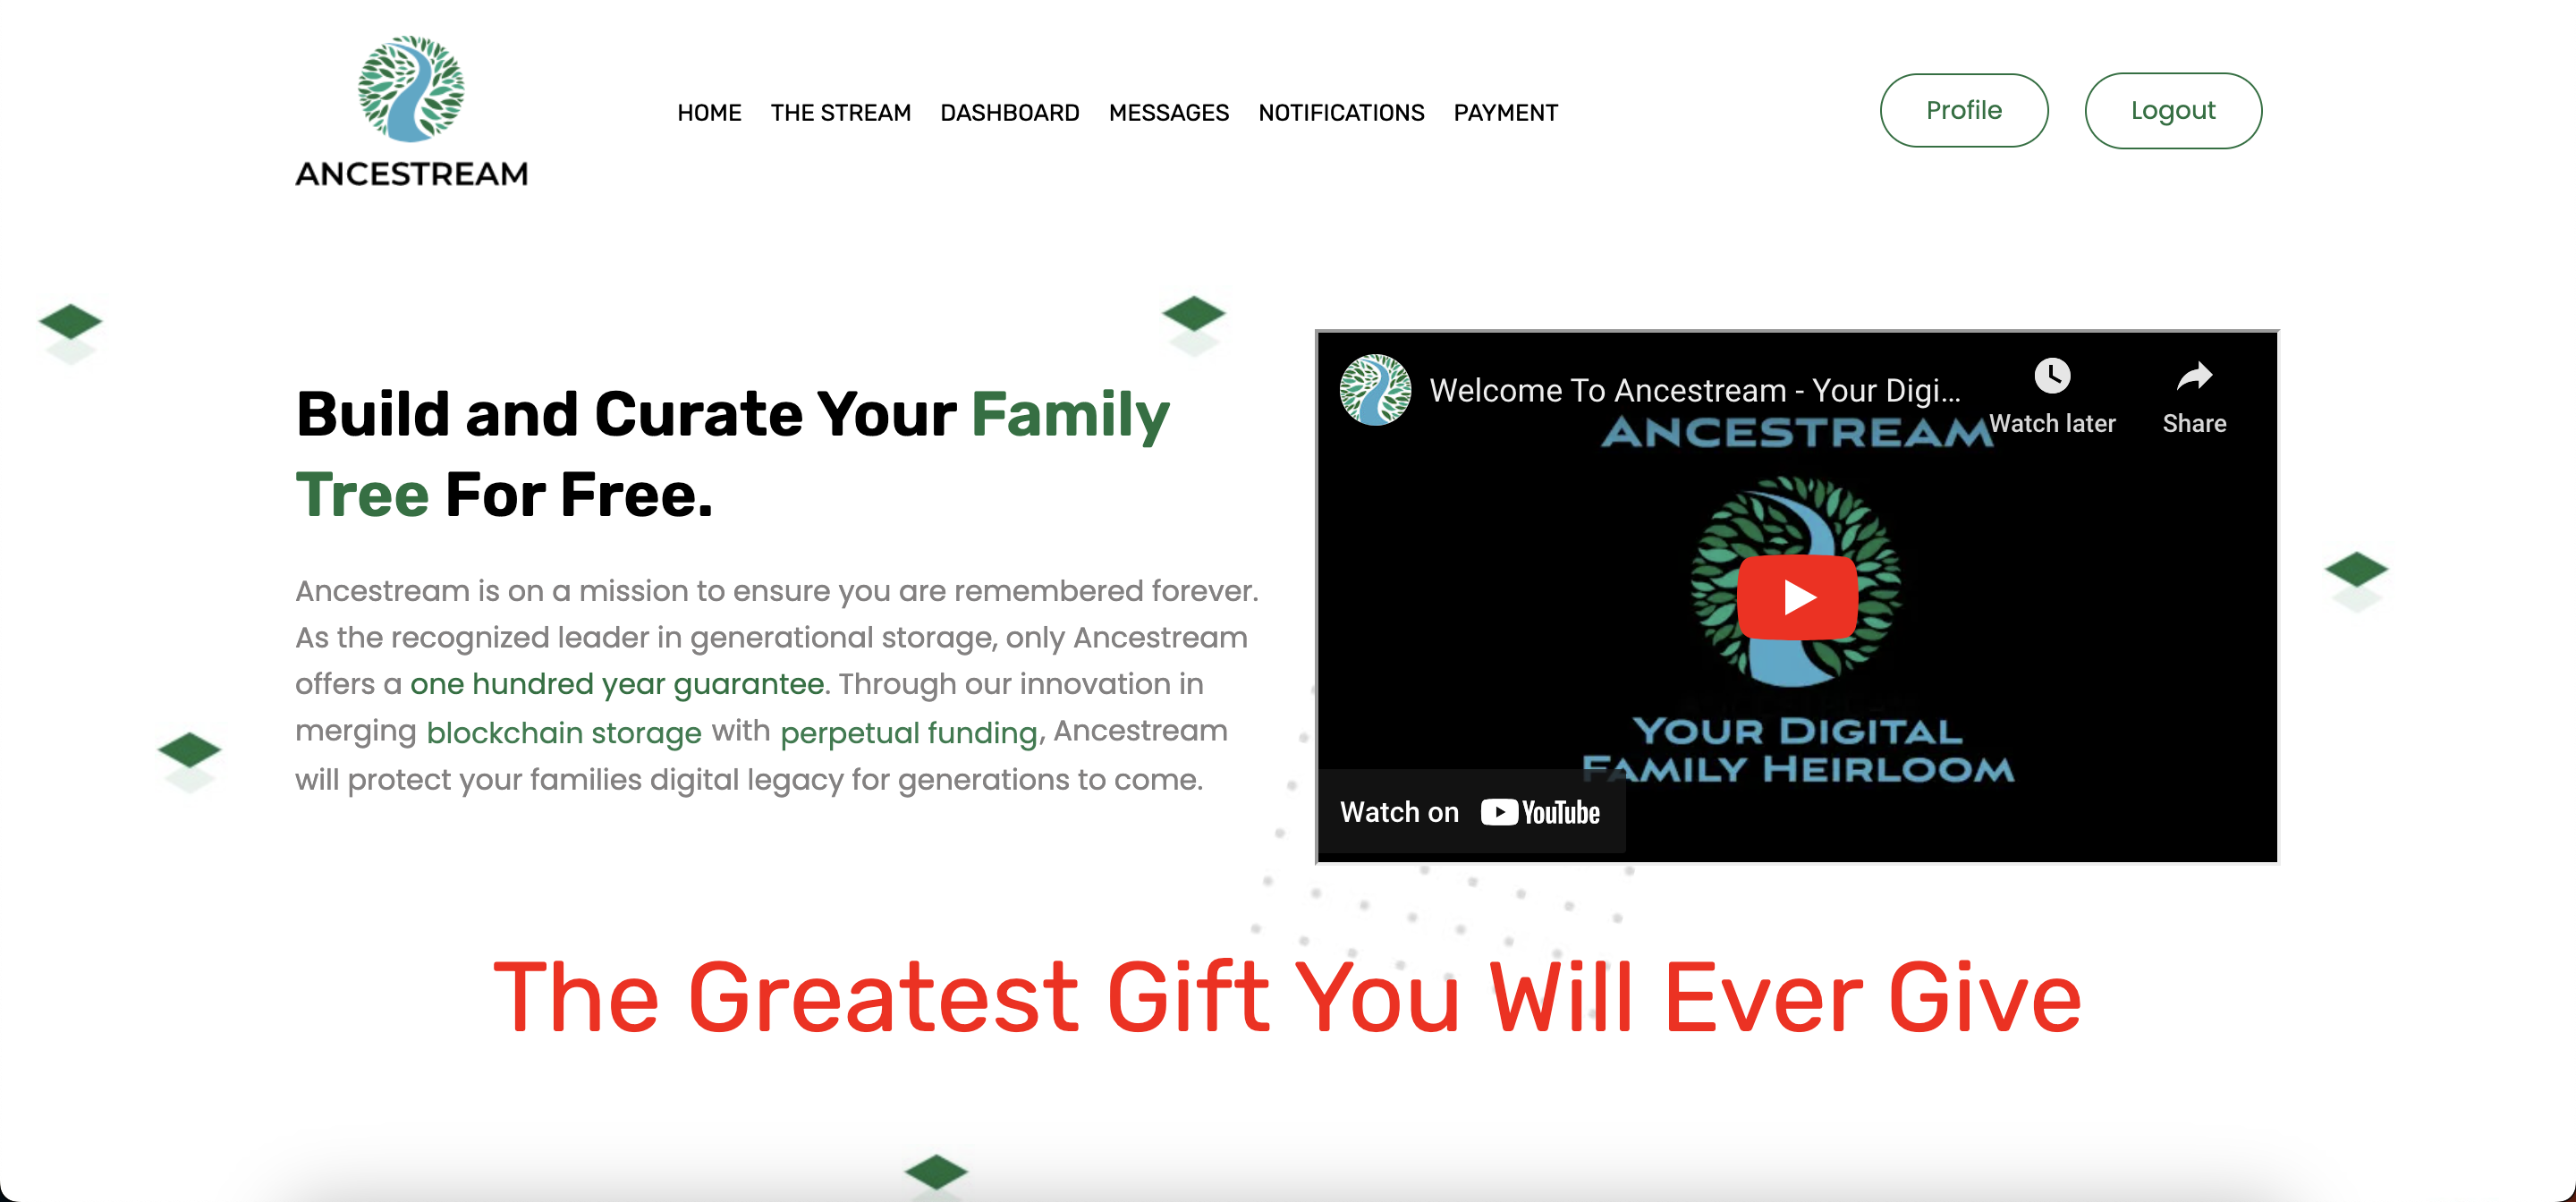 ANCESTREAM
HOME THE STREAM DASHBOARD MESSAGES NOTIFICATIONS PAYMENT
Profile
Logout
Build and Curate Your Family
Tree For Free.
Ancestream is on a mission to ensure you are remembered forever.
As the recognized leader in generational storage, only Ancestream
offers a one hundred year guarantee. Through our innovation in
merging blockchain storage with perpetual funding, Ancestream
will protect your families digital legacy for generations to come.
Welcome To Ancestream - Your Digi...
Watch later
Share
ANCESTREAM
YOUR DIGITAL
FAMILY HEIRLOOM
Watch on YouTube
The Greatest Gift You Will Ever Give